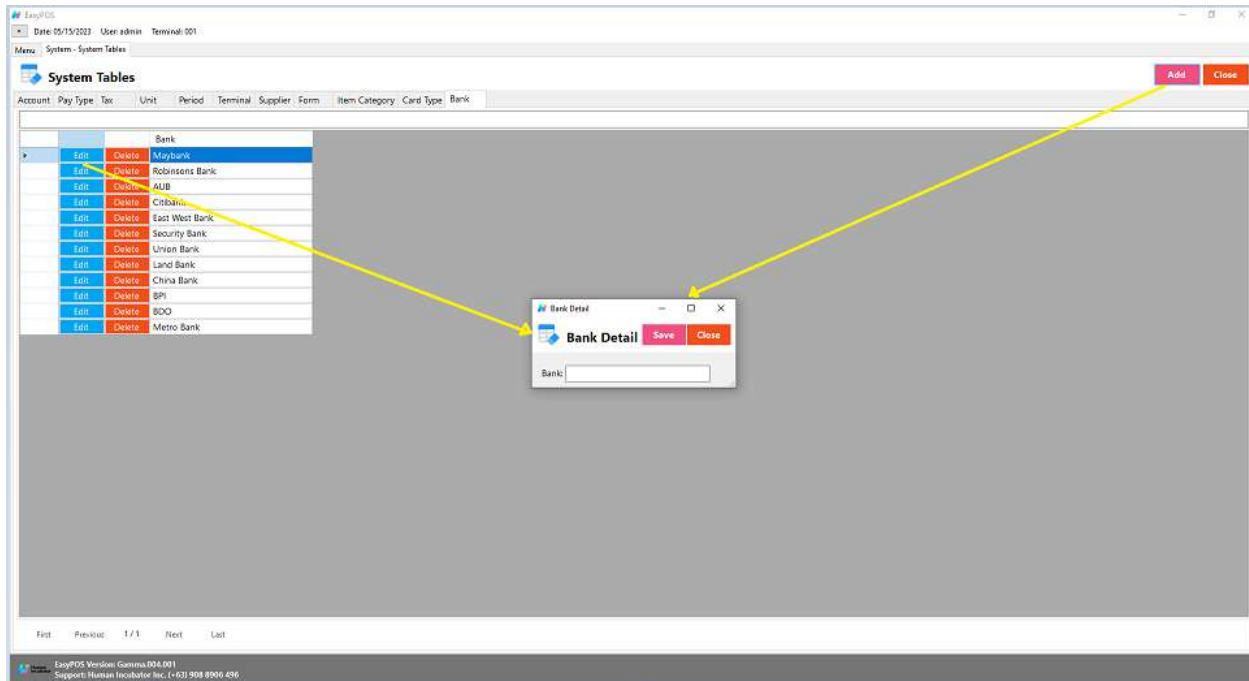 EasyPOS
Date: 05/15/2023 User: admin Terminal: 001
Menu System - System Tables
System Tables
Add Close
Account Pay Type Tax Unit Period Terminal Supplier Form Item Category Card Type Bank
Bank
Edit Delete Maybank
Edit Delete Robinsons Bank
Edit Delete AUB
Edit Delete Citibank
Edit Delete East West Bank
Edit Delete Security Bank
Edit Delete Union Bank
Edit Delete Land Bank
Edit Delete China Bank
Edit Delete BPI
Edit Delete BDO
Edit Delete Metro Bank
Bank Detail
Bank Detail Save Close
Bank:
First Previous 1 / 1 Next Last
Human Incubator
EasyPOS Version: Gamma.004.001
Support: Human Incubator Inc. (+63) 908 8906 496